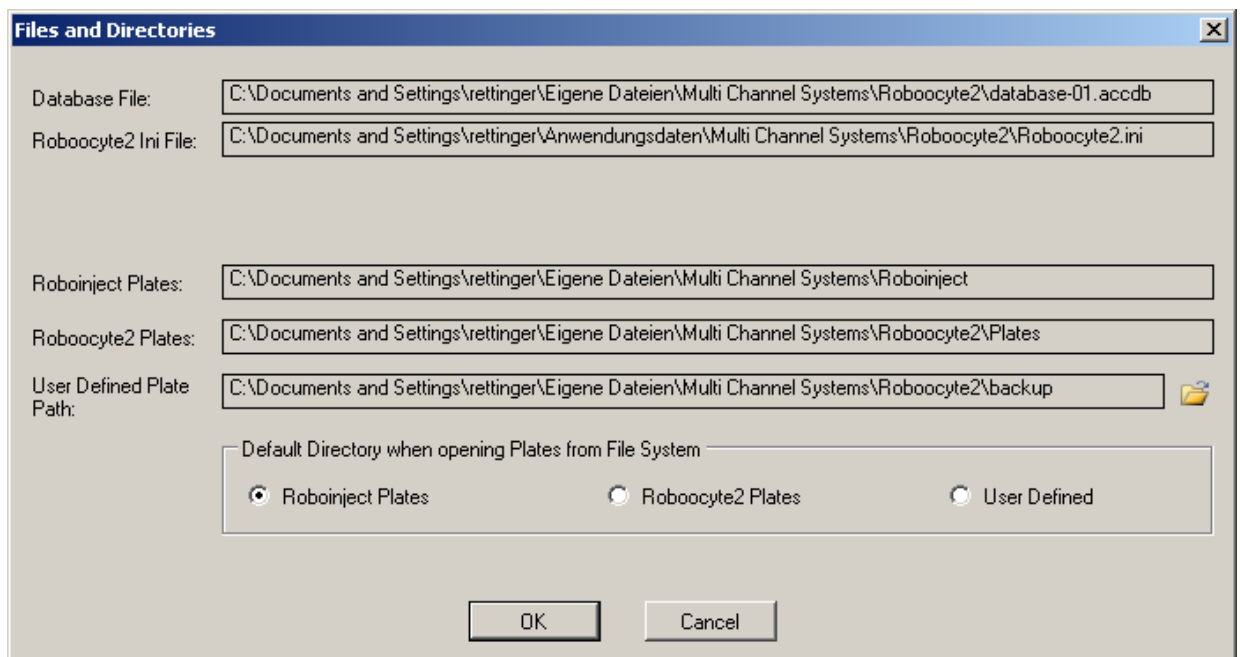 Files and Directories
Database File: C:\Documents and Settings\rettinger\Eigene Dateien\Multi Channel Systems\Roboocyte2\database-01.accdb
Roboocyte2 Ini File: C:\Documents and Settings\rettinger\Anwendungsdaten\Multi Channel Systems\Roboocyte2\Roboocyte2.ini
Roboinject Plates: C:\Documents and Settings\rettinger\Eigene Dateien\Multi Channel Systems\Roboinject
Roboocyte2 Plates: C:\Documents and Settings\rettinger\Eigene Dateien\Multi Channel Systems\Roboocyte2\Plates
User Defined Plate
Path:
C:\Documents and Settings\rettinger\Eigene Dateien\Multi Channel Systems\Roboocyte2\backup
Default Directory when opening Plates from File System
Roboinject Plates Roboocyte2 Plates User Defined
OK Cancel